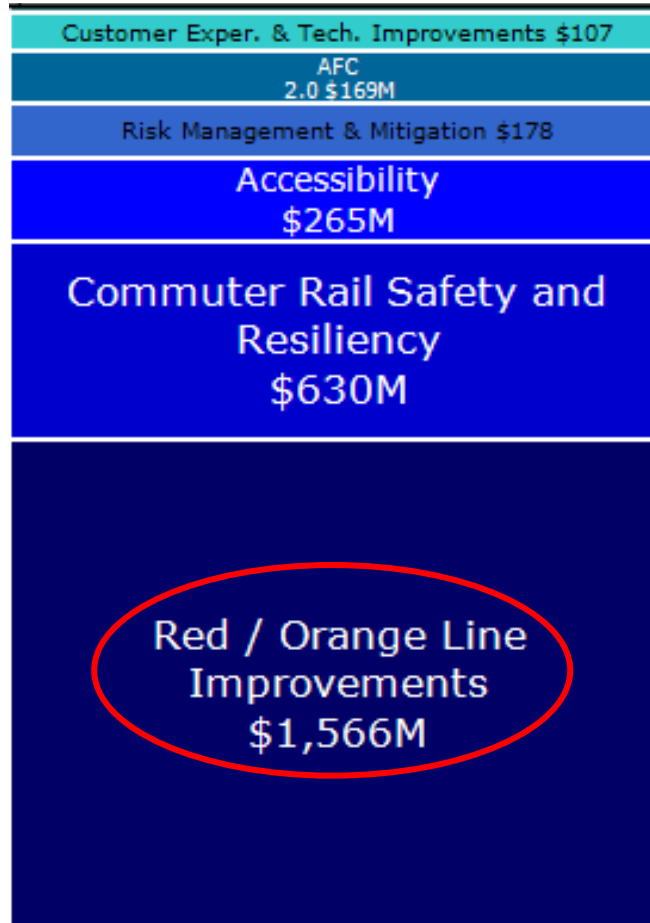 Customer Exper. & Tech. Improvements $107
AFC
2.0 $169M
Risk Management & Mitigation $178
Accessibility
$265M
Commuter Rail Safety and
Resiliency
$630M
Red / Orange Line
Improvements
$1,566M